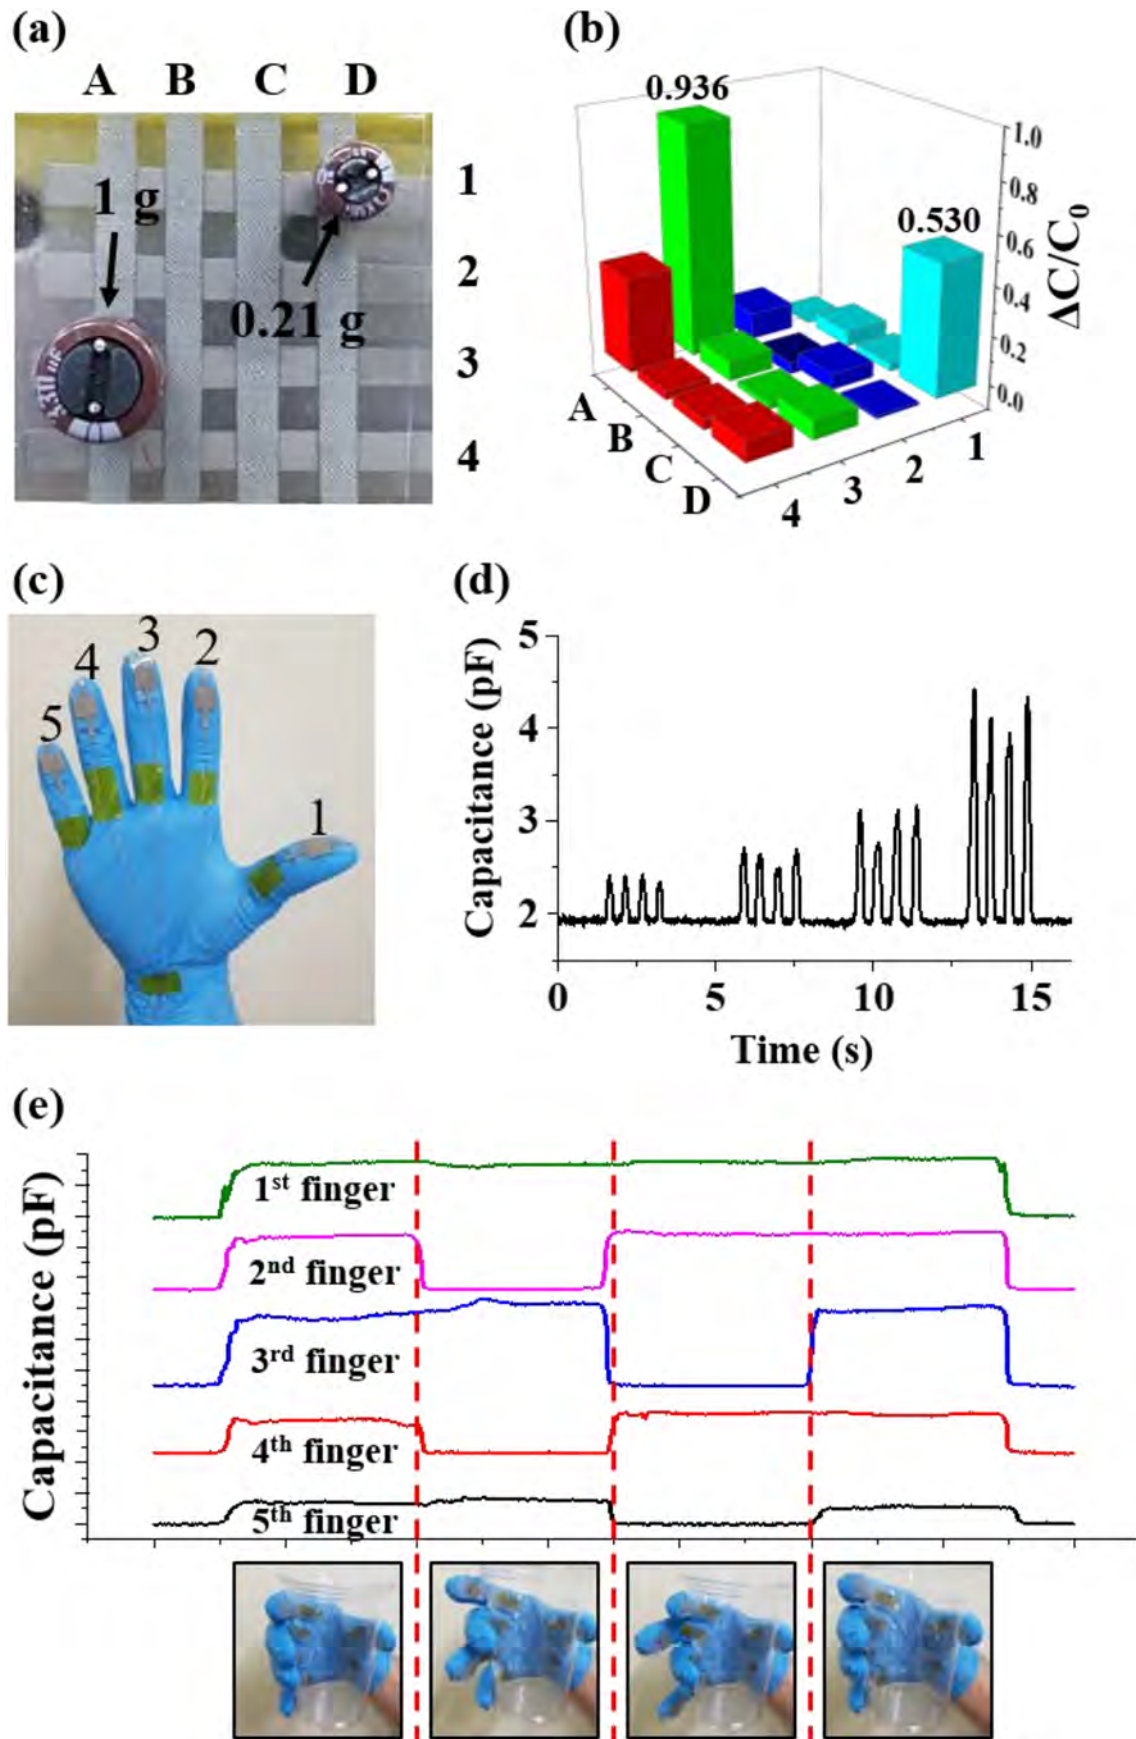 (a)
A B C D
1 g
0.21 g
1
2
3
4
(b)
0.936
0.530
1.0
0.8
0.6
0.4
0.2
0.0
ΔC/C₀
A
B
C
D
4
3
2
1
(c)
5
4
3
2
1
(d)
Capacitance (pF)
5
4
3
2
0 5 10 15
Time (s)
(e)
Capacitance (pF)
1st finger
2nd finger
3rd finger
4th finger
5th finger